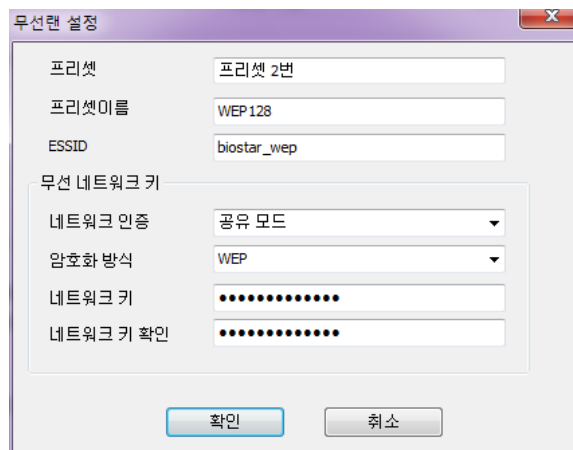 무선랜 설정
프리셋 프리셋 2번
프리셋이름 WEP128
ESSID biostar_wep
무선 네트워크 키
네트워크 인증 공유 모드
암호화 방식 WEP
네트워크 키 •••••••••••••
네트워크 키 확인 •••••••••••••
확인 취소